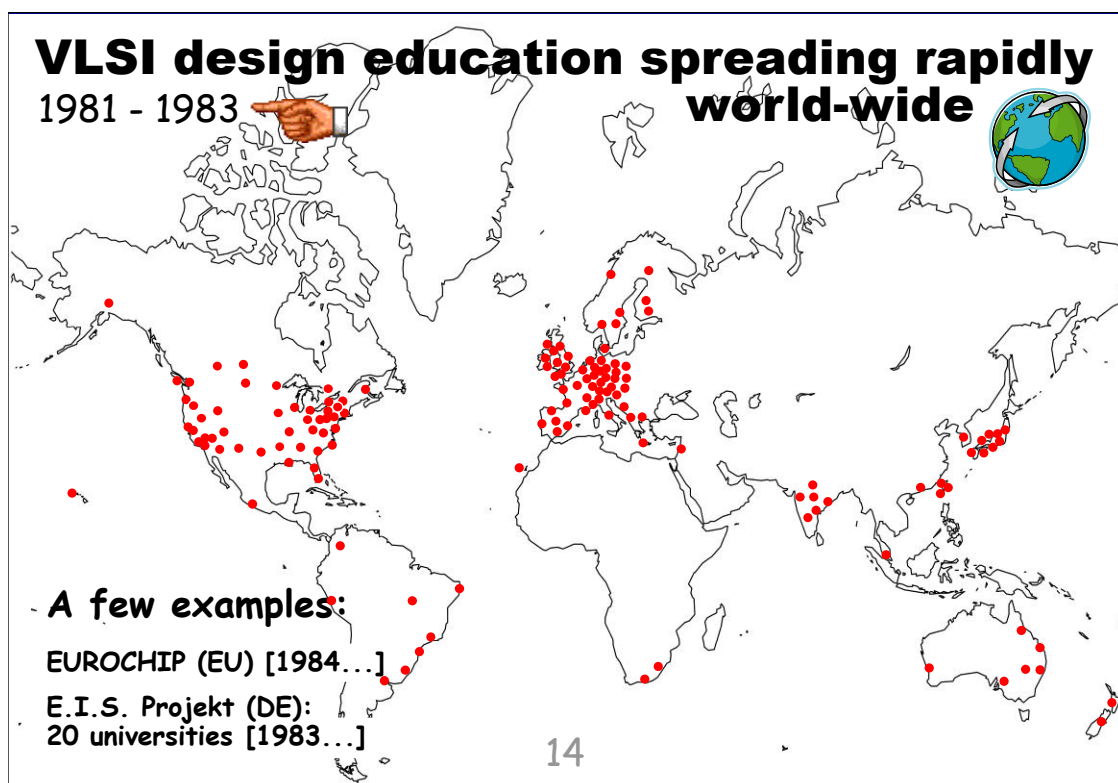 VLSI design education spreading rapidly
world-wide
1981 - 1983
A few examples:
EUROCHIP (EU) [1984...]
E.I.S. Projekt (DE):
20 universities [1983...]
14